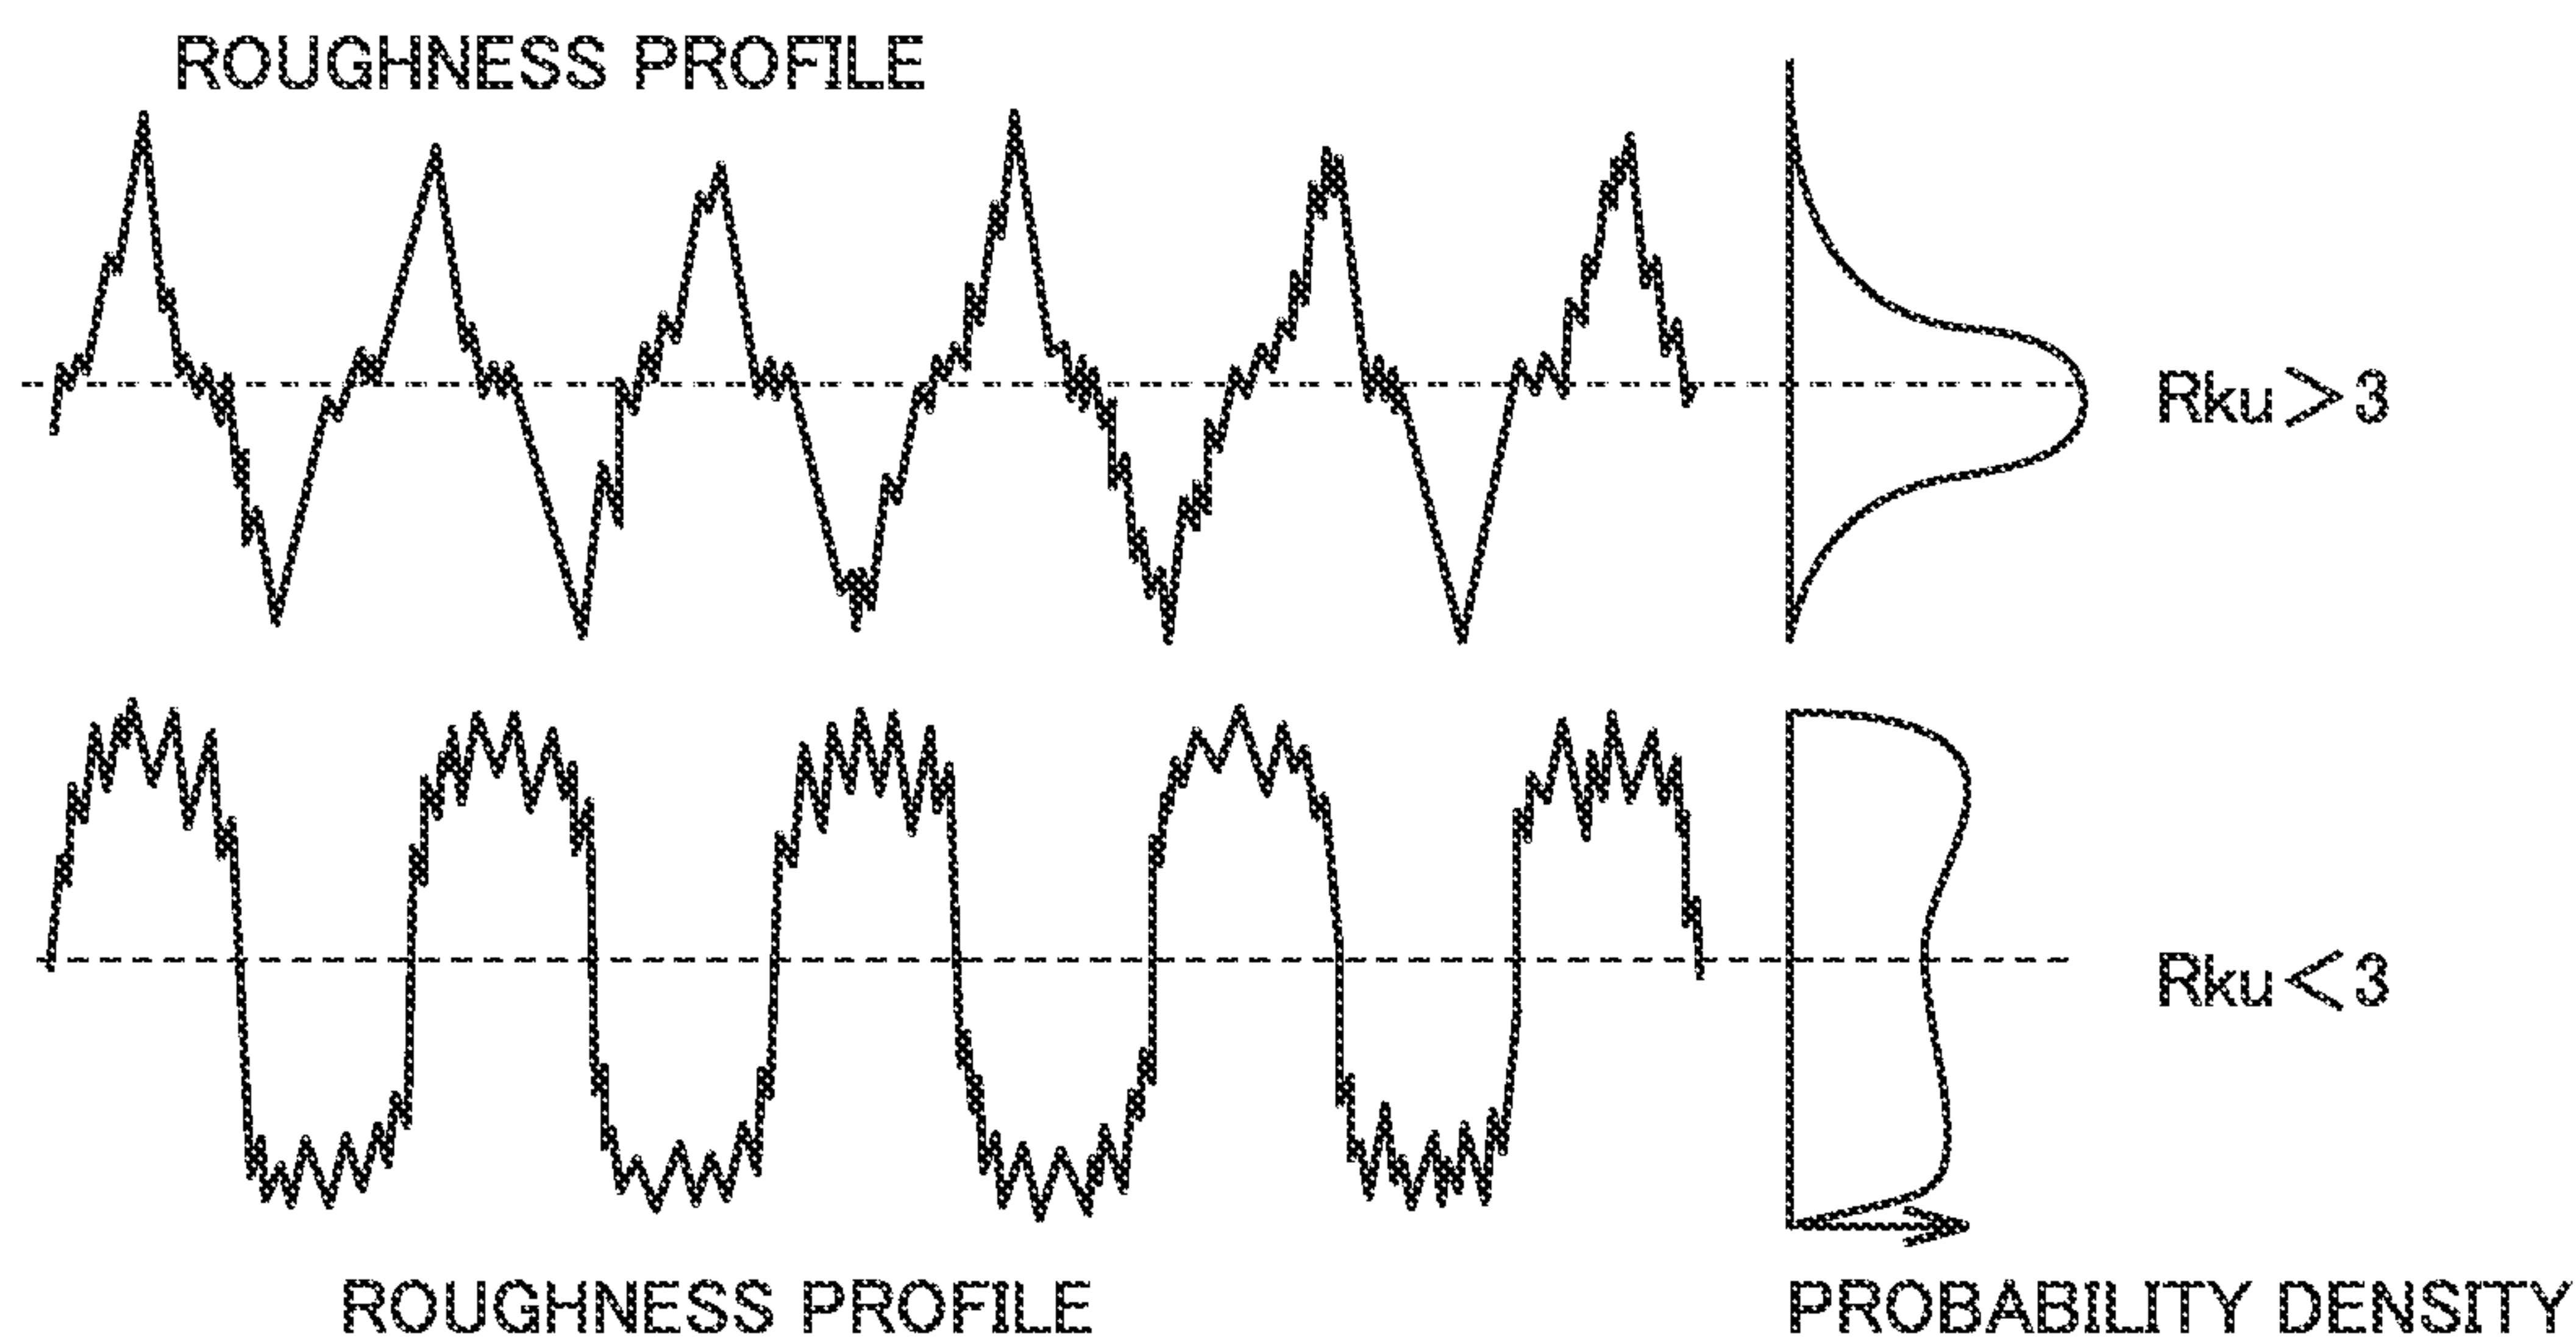 ROUGHNESS PROFILE
Rku>3
Rku<3
ROUGHNESS PROFILE
PROBABILITY DENSITY